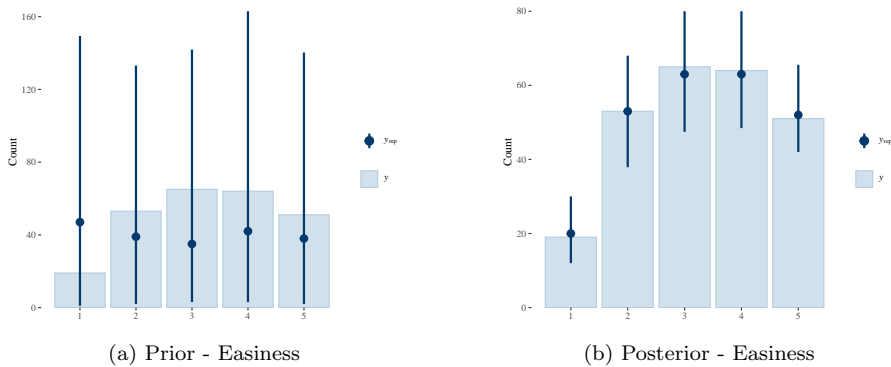 160
120
80
40
0
Count
1 2 3 4 5
y_rep
y
(a) Prior - Easiness
80
60
40
20
0
Count
1 2 3 4 5
y_rep
y
(b) Posterior - Easiness